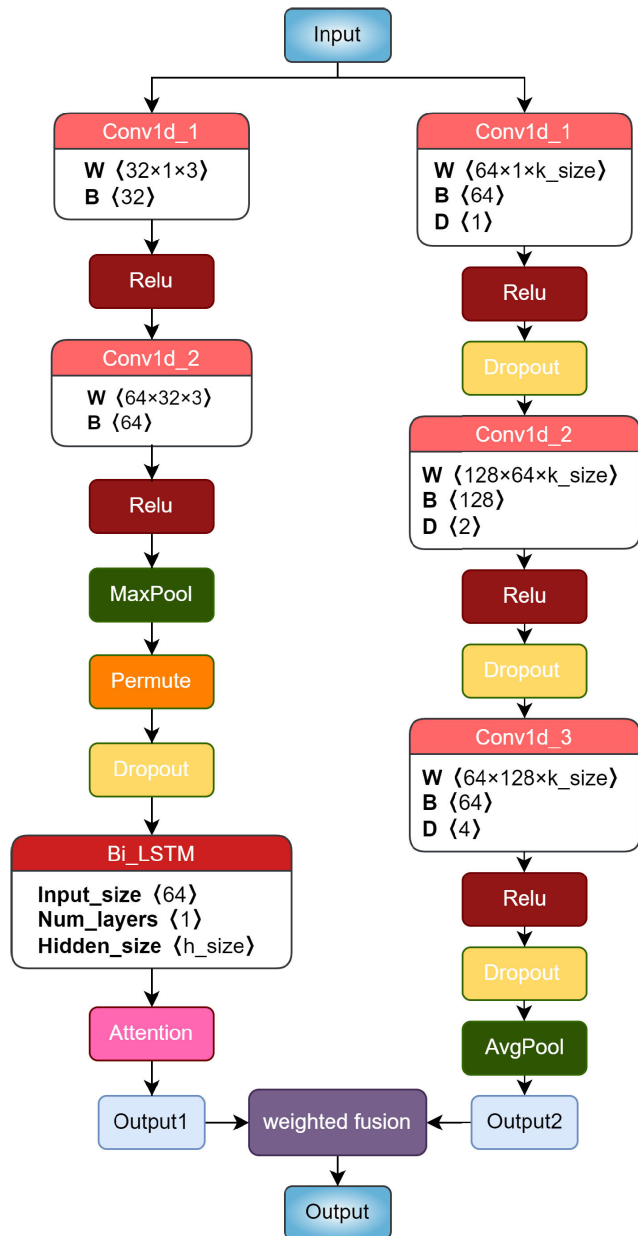 Input
Conv1d_1
W ⟨32×1×3⟩
B ⟨32⟩
Relu
Conv1d_2
W ⟨64×32×3⟩
B ⟨64⟩
Relu
MaxPool
Permute
Dropout
Bi_LSTM
Input_size ⟨64⟩
Num_layers ⟨1⟩
Hidden_size ⟨h_size⟩
Attention
Output1
Conv1d_1
W ⟨64×1×k_size⟩
B ⟨64⟩
D ⟨1⟩
Relu
Dropout
Conv1d_2
W ⟨128×64×k_size⟩
B ⟨128⟩
D ⟨2⟩
Relu
Dropout
Conv1d_3
W ⟨64×128×k_size⟩
B ⟨64⟩
D ⟨4⟩
Relu
Dropout
AvgPool
Output2
weighted fusion
Output